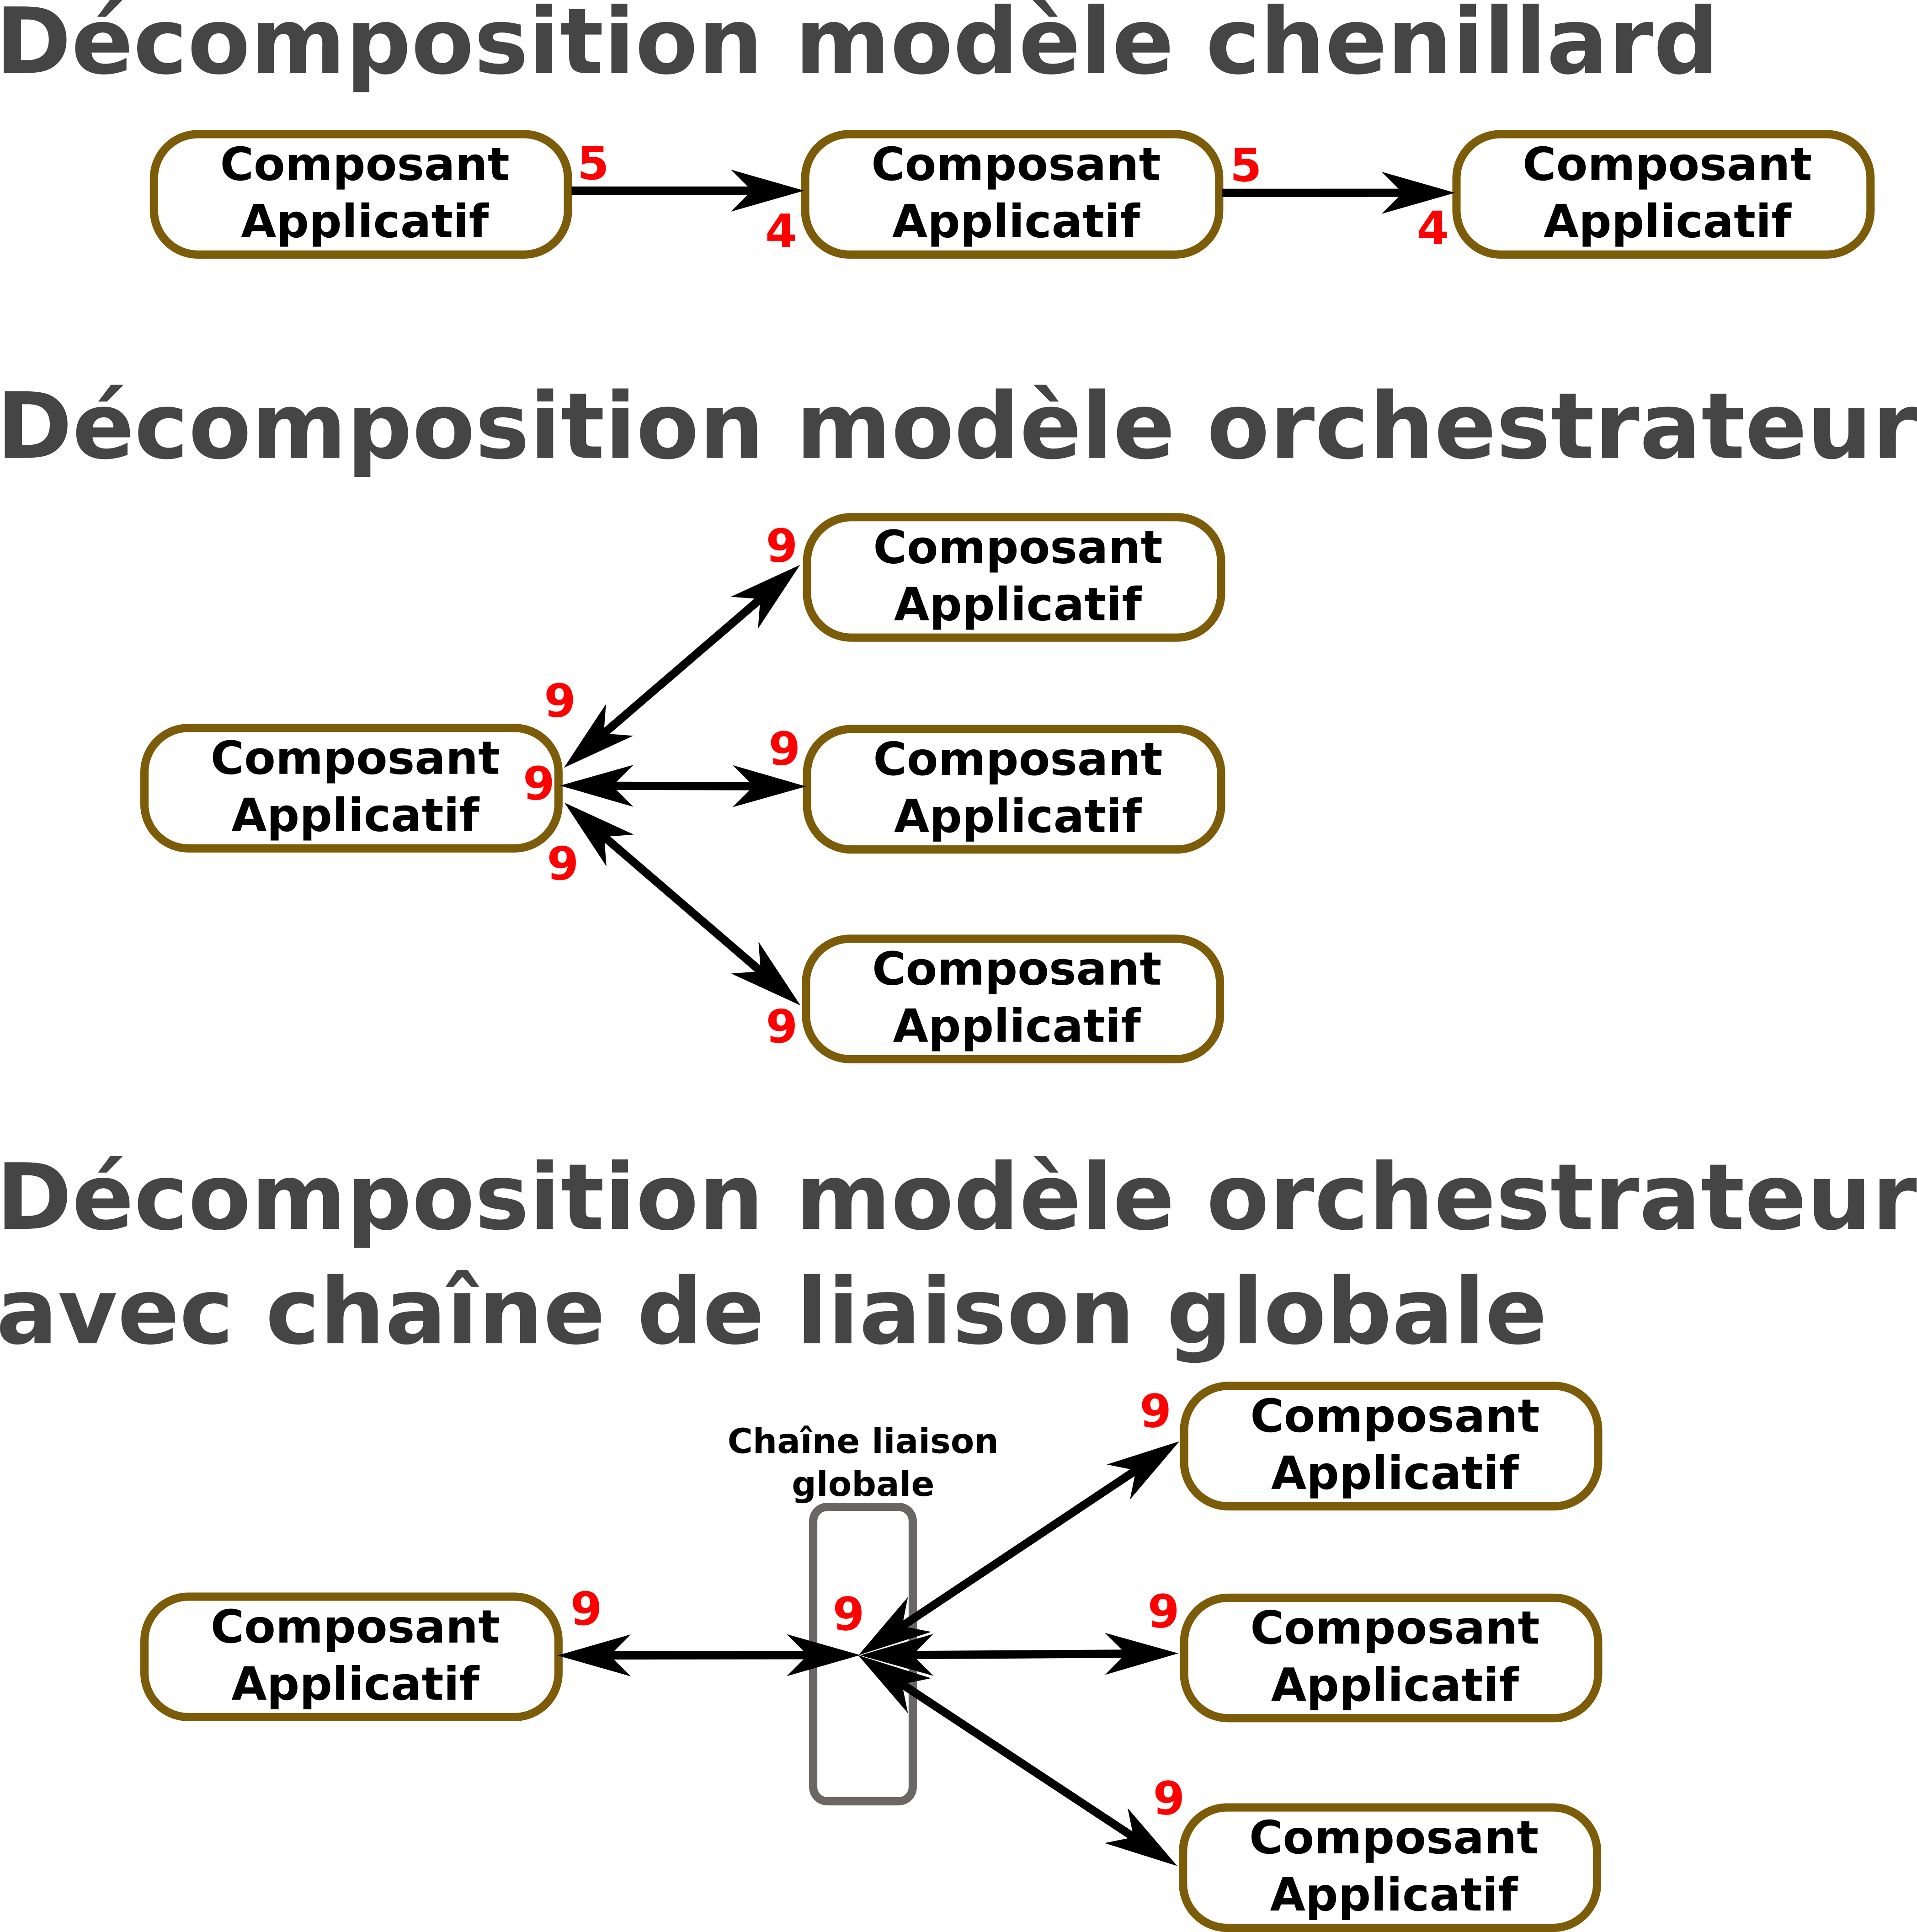 Décomposition modèle chenillard
Composant
Applicatif
5
4
Composant
Applicatif
5
4
Composant
Applicatif
Décomposition modèle orchestrateur
9
Composant
Applicatif
9
Composant
Applicatif
9
9
Composant
Applicatif
9
9
Composant
Applicatif
Décomposition modèle orchestrateur
avec chaîne de liaison globale
Chaîne liaison
globale
9
Composant
Applicatif
Composant
Applicatif
9
9
9
Composant
Applicatif
9
Composant
Applicatif